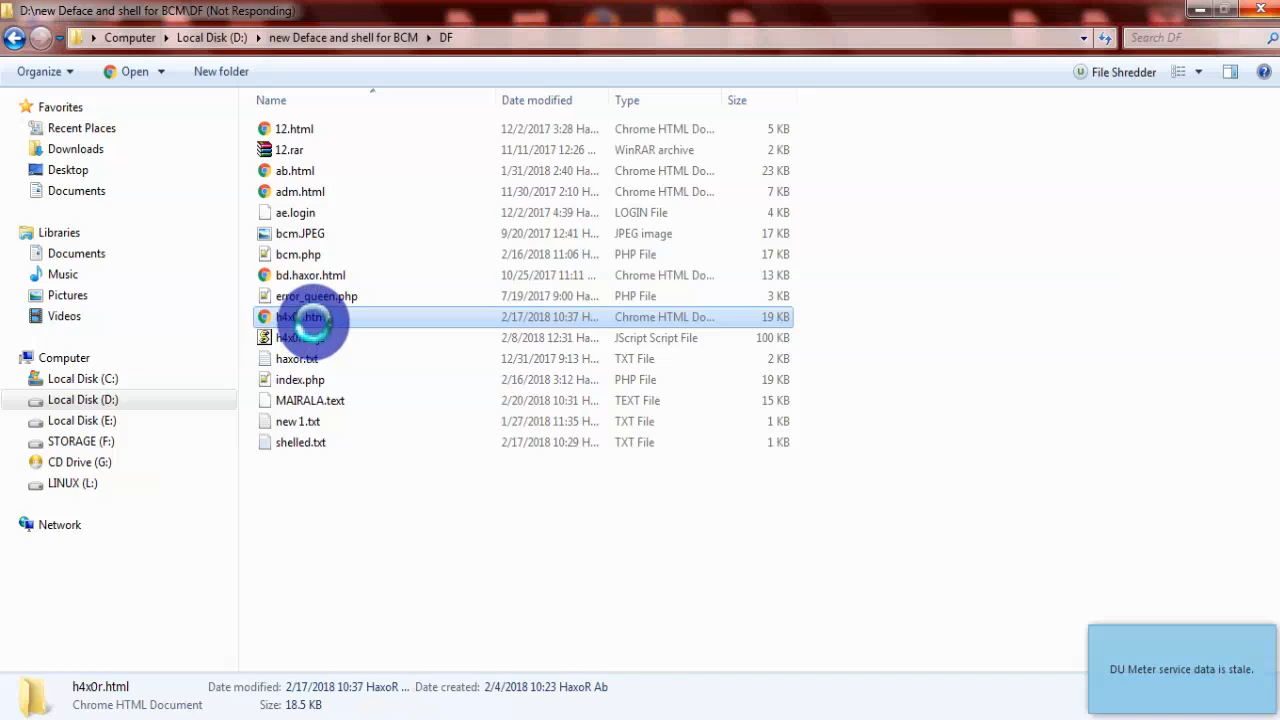 D:\new Deface and shell for BCM\DF (Not Responding)
Computer Local Disk (D:) new Deface and shell for BCM DF Search DF
Organize Open New folder File Shredder
Name Date modified Type Size
Favorites
Recent Places
Downloads
Desktop
Documents
Libraries
Documents
Music
Pictures
Videos
Computer
Local Disk (C:)
Local Disk (D:)
Local Disk (E:)
STORAGE (F:)
CD Drive (G:)
LINUX (L:)
Network
12.html 12/2/2017 3:28 Ha... Chrome HTML Do... 5 KB
12.rar 11/11/2017 12:26 ... WinRAR archive 2 KB
ab.html 1/31/2018 2:40 Ha... Chrome HTML Do... 23 KB
adm.html 11/30/2017 2:10 H... Chrome HTML Do... 7 KB
ae.login 12/2/2017 4:39 Ha... LOGIN File 4 KB
bcm.JPEG 9/20/2017 12:41 H... JPEG image 17 KB
bcm.php 2/16/2018 11:06 H... PHP File 17 KB
bd.haxor.html 10/25/2017 11:11 ... Chrome HTML Do... 13 KB
error_queen.php 7/19/2017 9:00 Ha... PHP File 3 KB
h4x0r.html 2/17/2018 10:37 H... Chrome HTML Do... 19 KB
2/8/2018 12:31 Ha... JScript Script File 100 KB
haxor.txt 12/31/2017 9:13 H... TXT File 2 KB
index.php 2/16/2018 3:12 Ha... PHP File 19 KB
MAIRALA.text 2/20/2018 10:31 H... TEXT File 15 KB
new 1.txt 1/27/2018 11:35 H... TXT File 1 KB
shelled.txt 2/17/2018 10:29 H... TXT File 1 KB
DU Meter service data is stale.
h4x0r.html Date modified: 2/17/2018 10:37 HaxoR ... Date created: 2/4/2018 10:23 HaxoR Ab
Chrome HTML Document Size: 18.5 KB